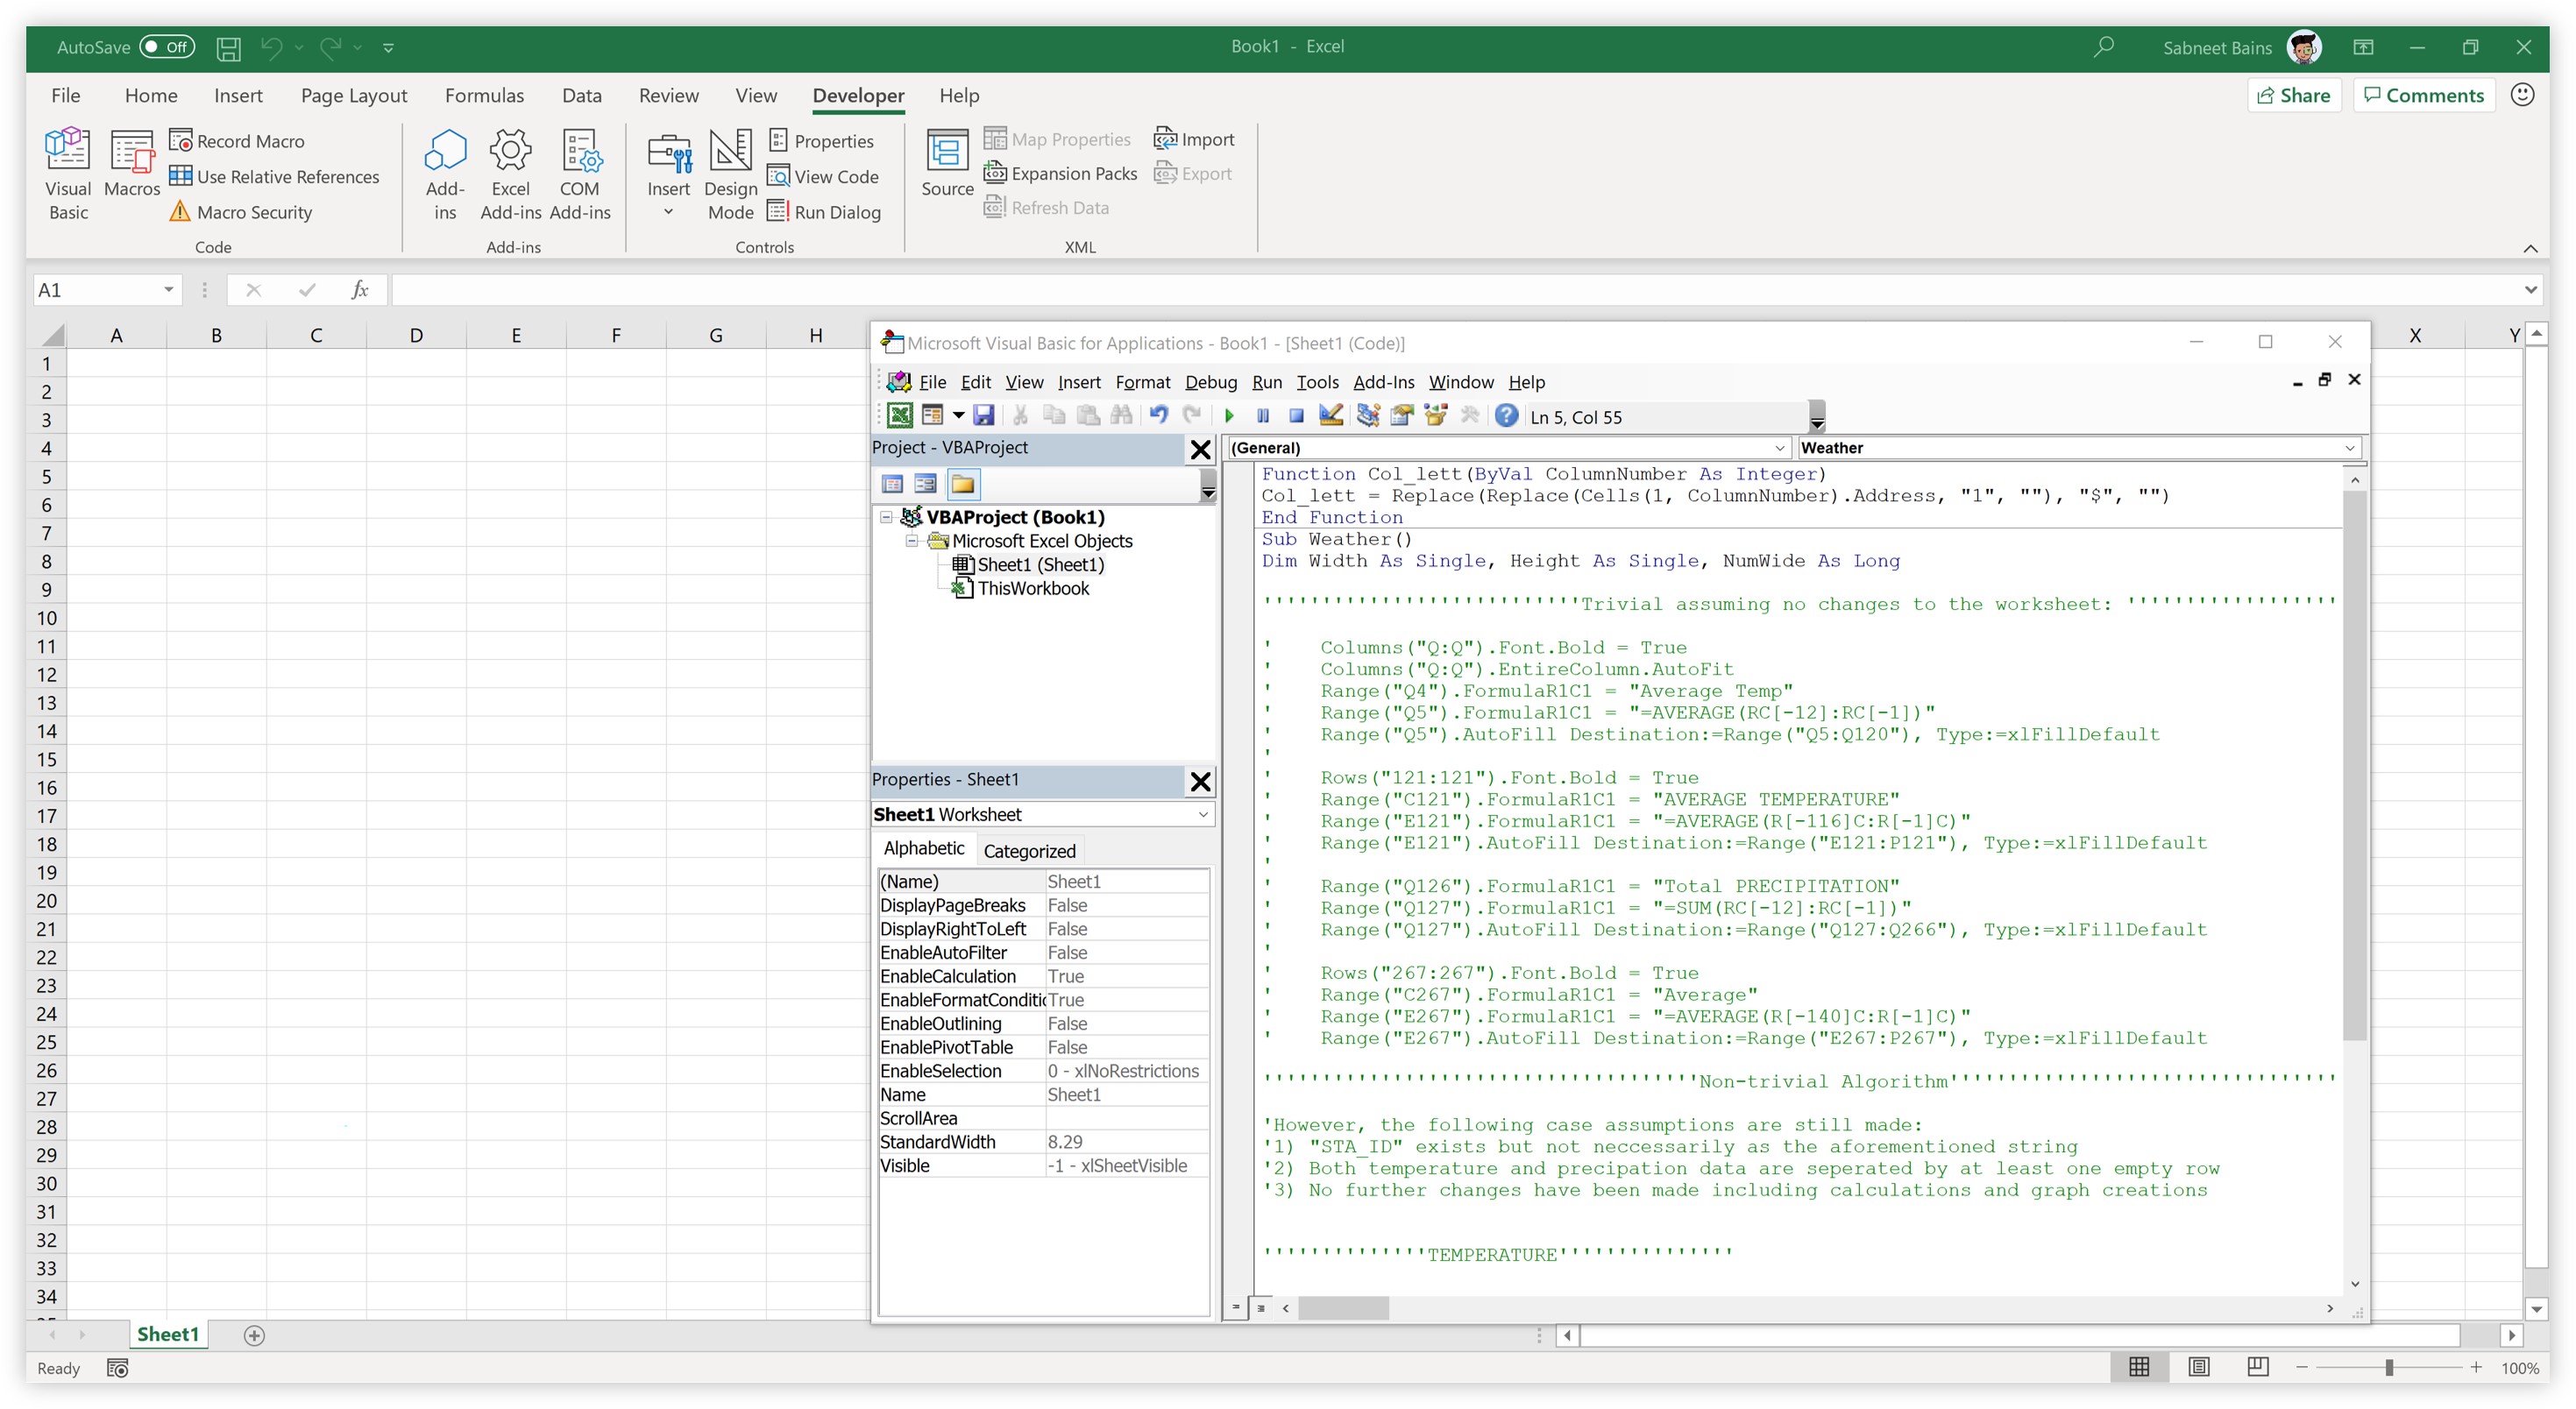 AutoSave Off
Book1 - Excel
Sabneet Bains
File Home Insert Page Layout Formulas Data Review View Developer Help
Share Comments
Visual Basic
Macros
Record Macro
Use Relative References
Macro Security
Code
Add-ins
Excel Add-ins
COM Add-ins
Add-ins
Insert
Design Mode
Properties
View Code
Run Dialog
Controls
Source
Map Properties
Expansion Packs
Refresh Data
Import
Export
XML
A1
fx
A B C D E F G H X Y
1
2
3
4
5
6
7
8
9
10
11
12
13
14
15
16
17
18
19
20
21
22
23
24
25
26
27
28
29
30
31
32
33
34
Microsoft Visual Basic for Applications - Book1 - [Sheet1 (Code)]
File Edit View Insert Format Debug Run Tools Add-Ins Window Help
Ln 5, Col 55
Project - VBAProject
VBAProject (Book1)
Microsoft Excel Objects
Sheet1 (Sheet1)
ThisWorkbook
Properties - Sheet1
Sheet1 Worksheet
Alphabetic Categorized
(Name) Sheet1
DisplayPageBreaks False
DisplayRightToLeft False
EnableAutoFilter False
EnableCalculation True
EnableFormatConditic True
EnableOutlining False
EnablePivotTable False
EnableSelection 0 - xlNoRestrictions
Name Sheet1
ScrollArea
StandardWidth 8.29
Visible -1 - xlSheetVisible
(General) Weather
Function Col_lett(ByVal ColumnNumber As Integer)
Col_lett = Replace(Replace(Cells(1, ColumnNumber).Address, "1", ""), "$", "")
End Function
Sub Weather()
Dim Width As Single, Height As Single, NumWide As Long
'''''''''''''''''''''''''''Trivial assuming no changes to the worksheet: ''''''''''''''''''
' Columns("Q:Q").Font.Bold = True
' Columns("Q:Q").EntireColumn.AutoFit
' Range("Q4").FormulaR1C1 = "Average Temp"
' Range("Q5").FormulaR1C1 = "=AVERAGE(RC[-12]:RC[-1])"
' Range("Q5").AutoFill Destination:=Range("Q5:Q120"), Type:=xlFillDefault
'
' Rows("121:121").Font.Bold = True
' Range("C121").FormulaR1C1 = "AVERAGE TEMPERATURE"
' Range("E121").FormulaR1C1 = "=AVERAGE(R[-116]C:R[-1]C)"
' Range("E121").AutoFill Destination:=Range("E121:P121"), Type:=xlFillDefault
'
' Range("Q126").FormulaR1C1 = "Total PRECIPITATION"
' Range("Q127").FormulaR1C1 = "=SUM(RC[-12]:RC[-1])"
' Range("Q127").AutoFill Destination:=Range("Q127:Q266"), Type:=xlFillDefault
'
' Rows("267:267").Font.Bold = True
' Range("C267").FormulaR1C1 = "Average"
' Range("E267").FormulaR1C1 = "=AVERAGE(R[-140]C:R[-1]C)"
' Range("E267").AutoFill Destination:=Range("E267:P267"), Type:=xlFillDefault
'''''''''''''''''''''''''''''''''''''Non-trivial Algorithm'''''''''''''''''''''''''''''''''
'However, the following case assumptions are still made:
'1) "STA_ID" exists but not neccessarily as the aforementioned string
'2) Both temperature and precipation data are seperated by at least one empty row
'3) No further changes have been made including calculations and graph creations
''''''''''''''TEMPERATURE'''''''''''''''
Sheet1
Ready
100%